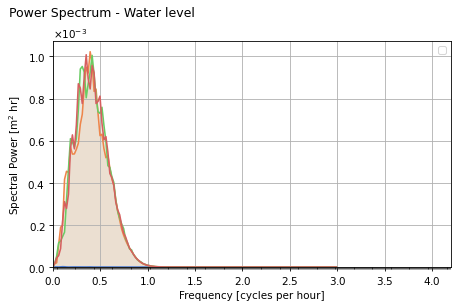 Power Spectrum - Water level
×10⁻³
1.0
0.8
0.6
0.4
0.2
0.0
Spectral Power [m² hr]
0.0 0.5 1.0 1.5 2.0 2.5 3.0 3.5 4.0
Frequency [cycles per hour]